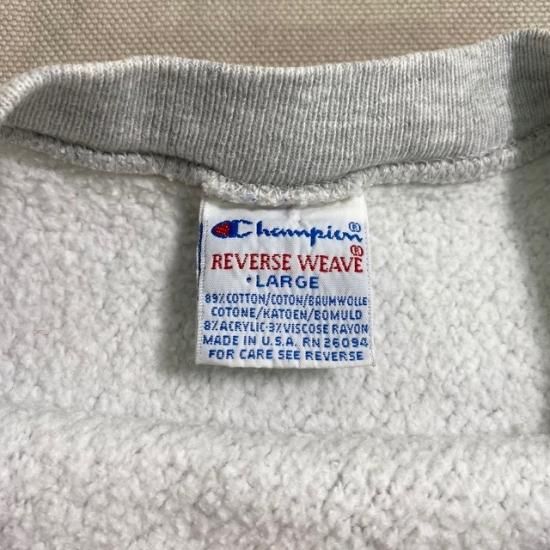 Champion®
REVERSE WEAVE®
• LARGE
89% COTTON/COTON/BAUMWOLLE
COTONE/KATOEN/BOMULD
8% ACRYLIC·3% VISCOSE RAYON
MADE IN U.S.A. RN 26094
FOR CARE SEE REVERSE